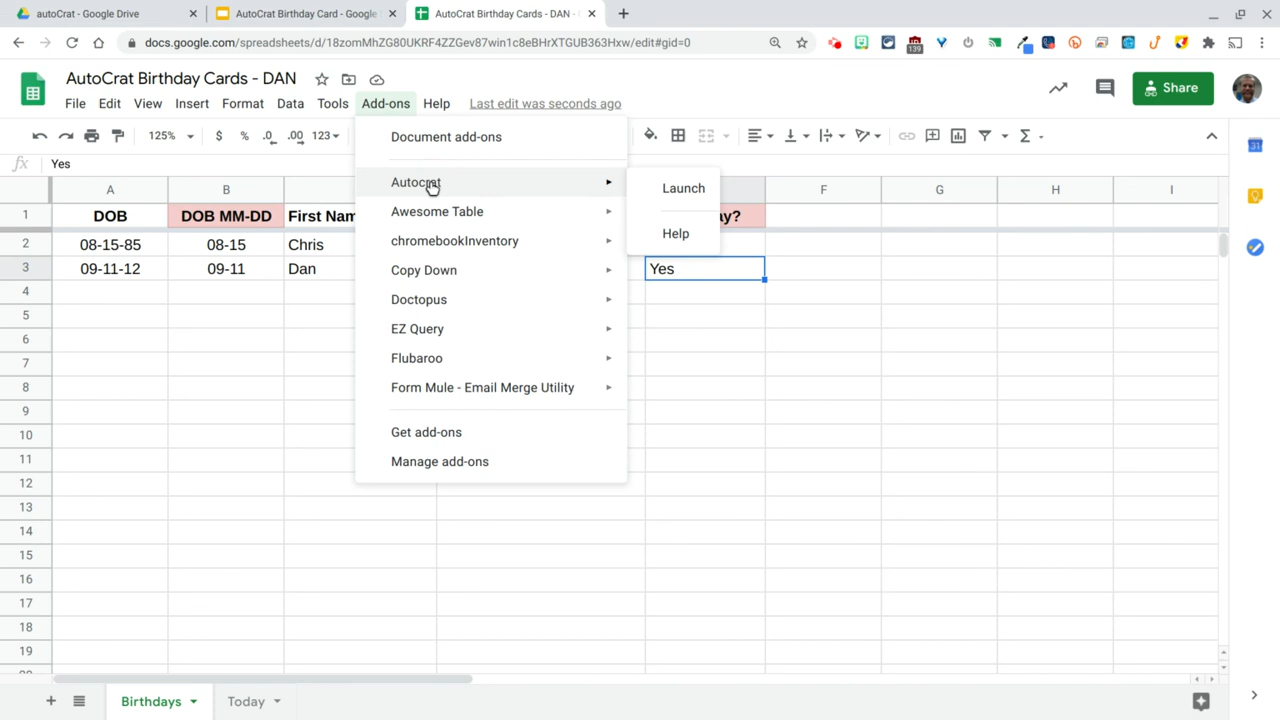 autoCrat - Google Drive
AutoCrat Birthday Card - Google
AutoCrat Birthday Cards - DAN -
docs.google.com/spreadsheets/d/18zomMhZG80UKRF4ZZGev87win1c8eBHrXTGUB363Hxw/edit#gid=0
139
AutoCrat Birthday Cards - DAN
File Edit View Insert Format Data Tools Add-ons Help Last edit was seconds ago
Share
125% $ % .0 .00 123
fx Yes
A B F G H I
1 DOB DOB MM-DD First Nam ay?
2 08-15-85 08-15 Chris
3 09-11-12 09-11 Dan Yes
4
5
6
7
8
9
10
11
12
13
14
15
16
17
18
19
Document add-ons
Autocrat
Awesome Table
chromebookInventory
Copy Down
Doctopus
EZ Query
Flubaroo
Form Mule - Email Merge Utility
Get add-ons
Manage add-ons
Launch
Help
31
Birthdays Today